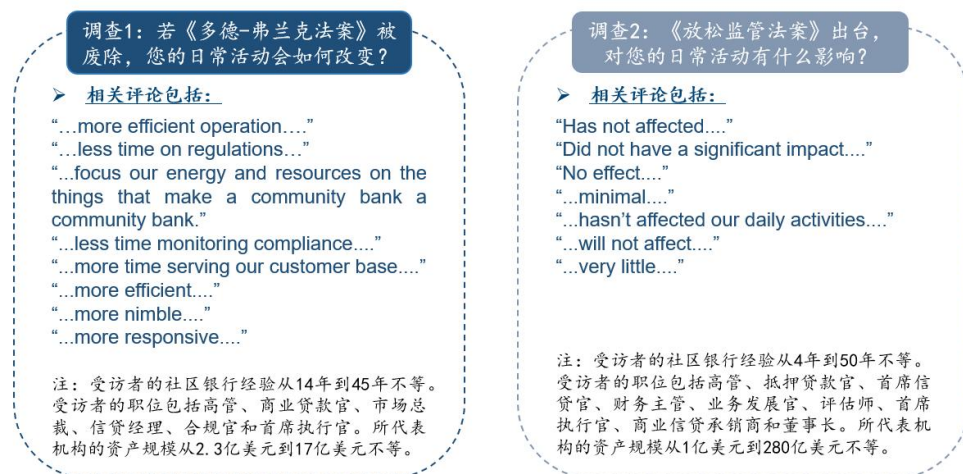 调查1：若《多德-弗兰克法案》被
废除，您的日常活动会如何改变？
➢ 相关评论包括：
“…more efficient operation….”
“…less time on regulations…”
“...focus our energy and resources on the
things that make a community bank a
community bank.”
“...less time monitoring compliance....”
“...more time serving our customer base....”
“...more efficient....”
“...more nimble....”
“...more responsive....”
注：受访者的社区银行经验从14年到45年不等。
受访者的职位包括高管、商业贷款官、市场总
裁、信贷经理、合规官和首席执行官。所代表
机构的资产规模从2.3亿美元到17亿美元不等。
调查2：《放松监管法案》出台，
对您的日常活动有什么影响？
➢ 相关评论包括：
“Has not affected....”
“Did not have a significant impact....”
“No effect....”
“...minimal....”
“...hasn’t affected our daily activities....”
“...will not affect....”
“...very little....”
注：受访者的社区银行经验从4年到50年不等。
受访者的职位包括高管、抵押贷款官、首席信
贷官、财务主管、业务发展官、评估师、首席
执行官、商业信贷承销商和董事长。所代表机
构的资产规模从1亿美元到280亿美元不等。